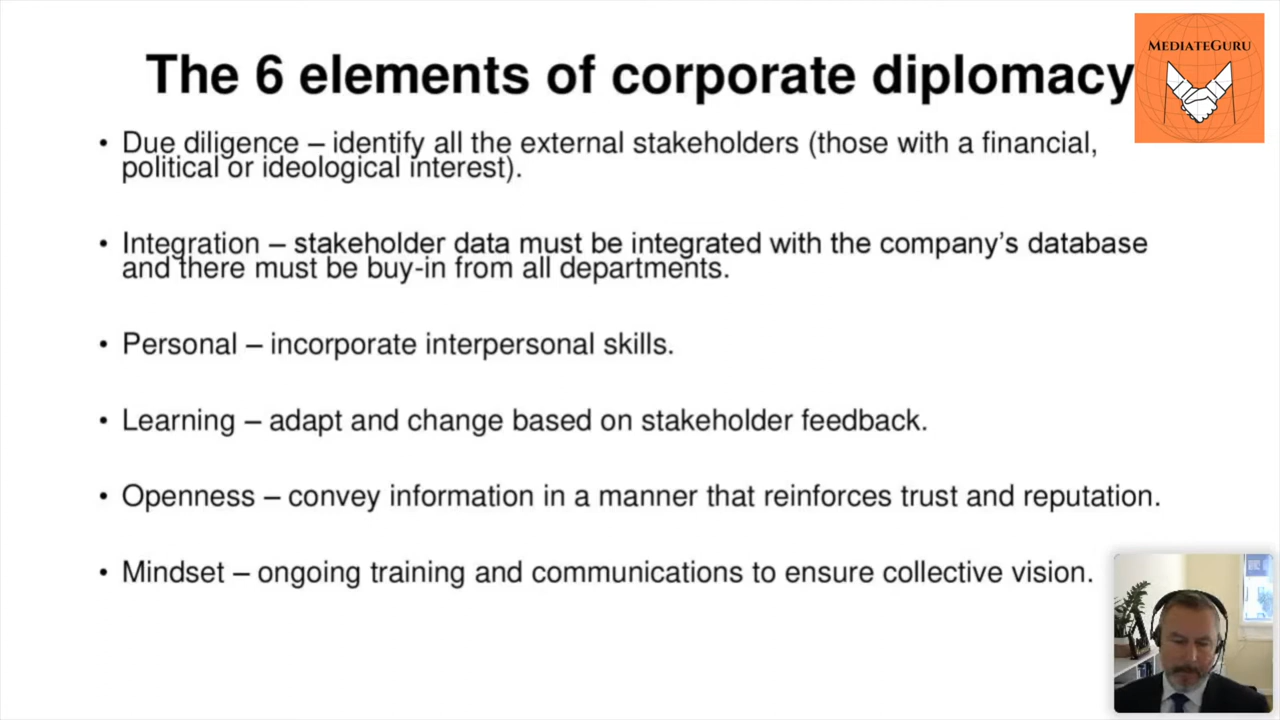 The 6 elements of corporate diplomacy
MEDIATEGURU
• Due diligence – identify all the external stakeholders (those with a financial,
political or ideological interest).
• Integration – stakeholder data must be integrated with the company's database
and there must be buy-in from all departments.
• Personal – incorporate interpersonal skills.
• Learning – adapt and change based on stakeholder feedback.
• Openness – convey information in a manner that reinforces trust and reputation.
• Mindset – ongoing training and communications to ensure collective vision.